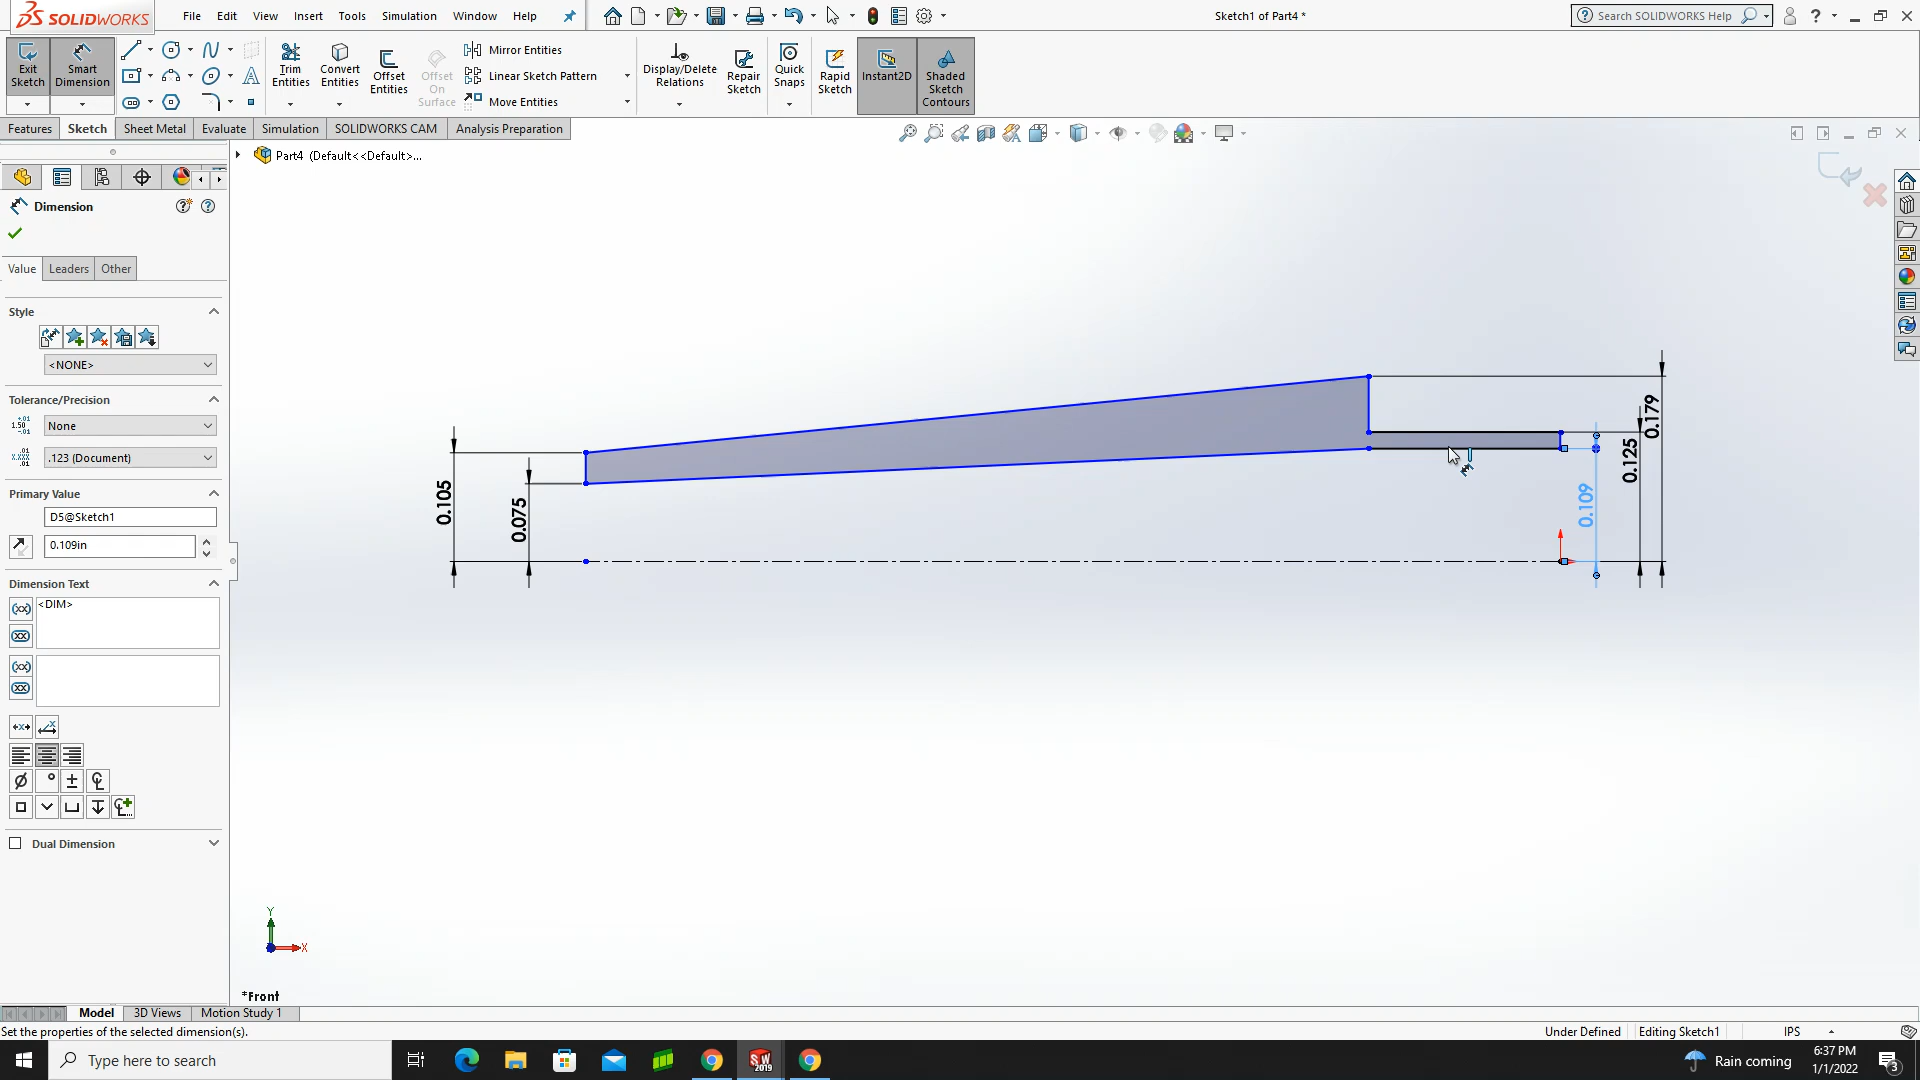 SOLIDWORKS
File Edit View Insert Tools Simulation Window Help
Sketch1 of Part4 *
Search SOLIDWORKS Help
?
Exit Sketch
Smart Dimension
Trim Entities
Convert Entities
Offset Entities
Offset On Surface
Mirror Entities
Linear Sketch Pattern
Move Entities
Display/Delete Relations
Repair Sketch
Quick Snaps
Rapid Sketch
Instant2D
Shaded Sketch Contours
Features Sketch Sheet Metal Evaluate Simulation SOLIDWORKS CAM Analysis Preparation
Part4 (Default<<Default>...
Dimension
Value Leaders Other
Style
<NONE>
Tolerance/Precision
None
.123 (Document)
Primary Value
D5@Sketch1
0.109in
Dimension Text
<DIM>
Dual Dimension
0.105
0.075
0.109
0.125
0.179
Y
X
*Front
Model 3D Views Motion Study 1
Set the properties of the selected dimension(s).
Under Defined Editing Sketch1 IPS
Type here to search
SW 2019
Rain coming
6:37 PM
1/1/2022
3